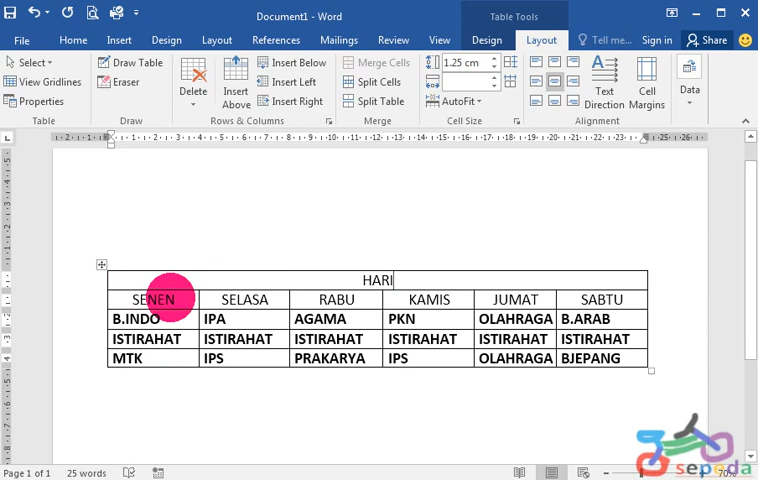 Document1 - Word
Table Tools
File Home Insert Design Layout References Mailings Review View Design Layout Tell me... Sign in Share
Select Draw Table Insert Below Merge Cells 1.25 cm
View Gridlines Eraser Insert Left Split Cells
Properties Delete Insert Above Insert Right Split Table AutoFit Text Direction Cell Margins Data
Table Draw Rows & Columns Merge Cell Size Alignment
HARI
SENEN SELASA RABU KAMIS JUMAT SABTU
B.INDO IPA AGAMA PKN OLAHRAGA B.ARAB
ISTIRAHAT ISTIRAHAT ISTIRAHAT ISTIRAHAT ISTIRAHAT ISTIRAHAT
MTK IPS PRAKARYA IPS OLAHRAGA BJEPANG
sepeda
Page 1 of 1 25 words 70%